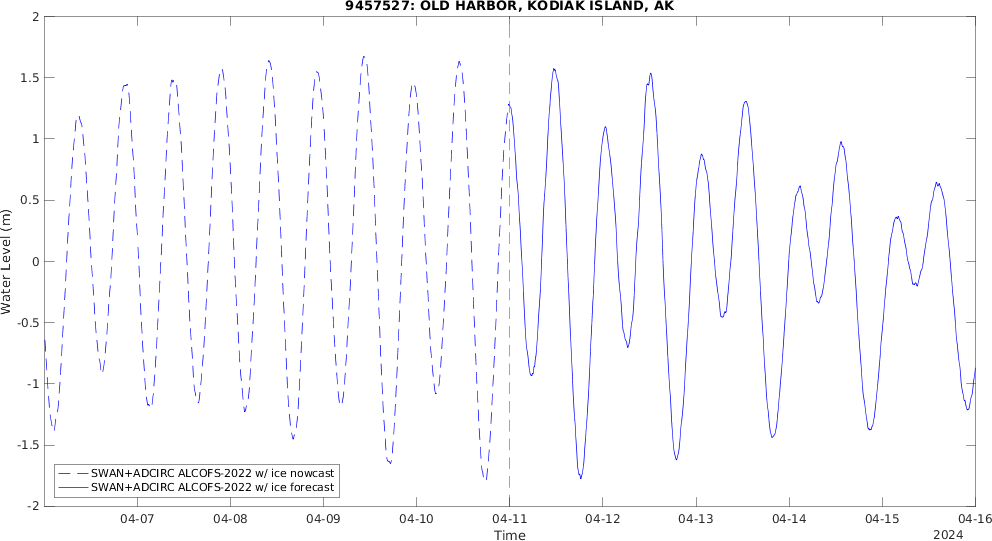 9457527: OLD HARBOR, KODIAK ISLAND, AK
2
1.5
1
0.5
0
-0.5
-1
-1.5
-2
Water Level (m)
SWAN+ADCIRC ALCOFS-2022 w/ ice nowcast
SWAN+ADCIRC ALCOFS-2022 w/ ice forecast
04-07 04-08 04-09 04-10 04-11 04-12 04-13 04-14 04-15 04-16
Time
2024